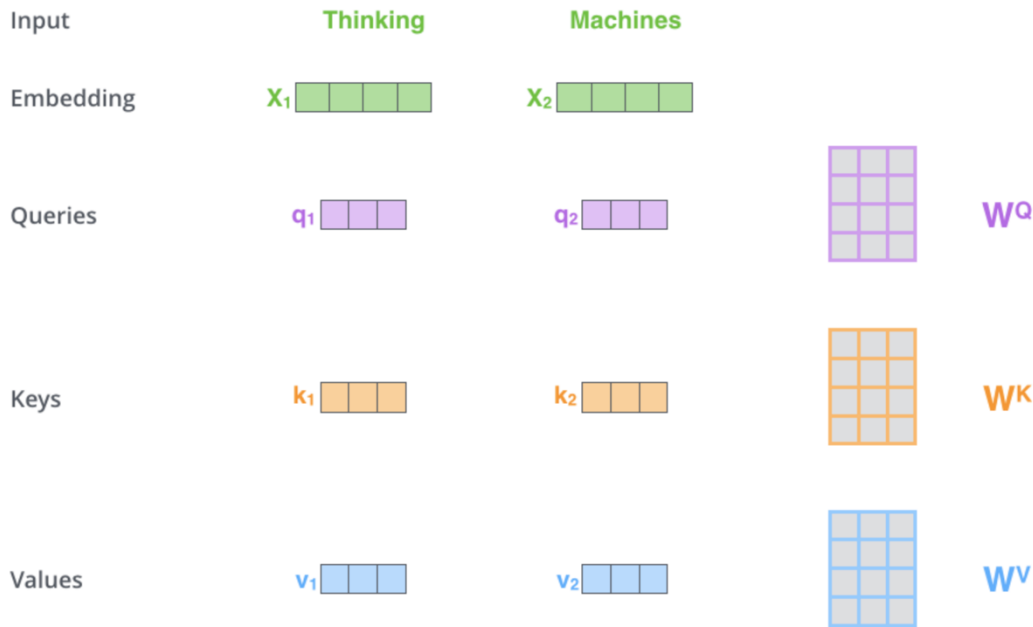 Input Thinking Machines
Embedding X1 X2
Queries q1 q2 WQ
Keys k1 k2 WK
Values v1 v2 WV